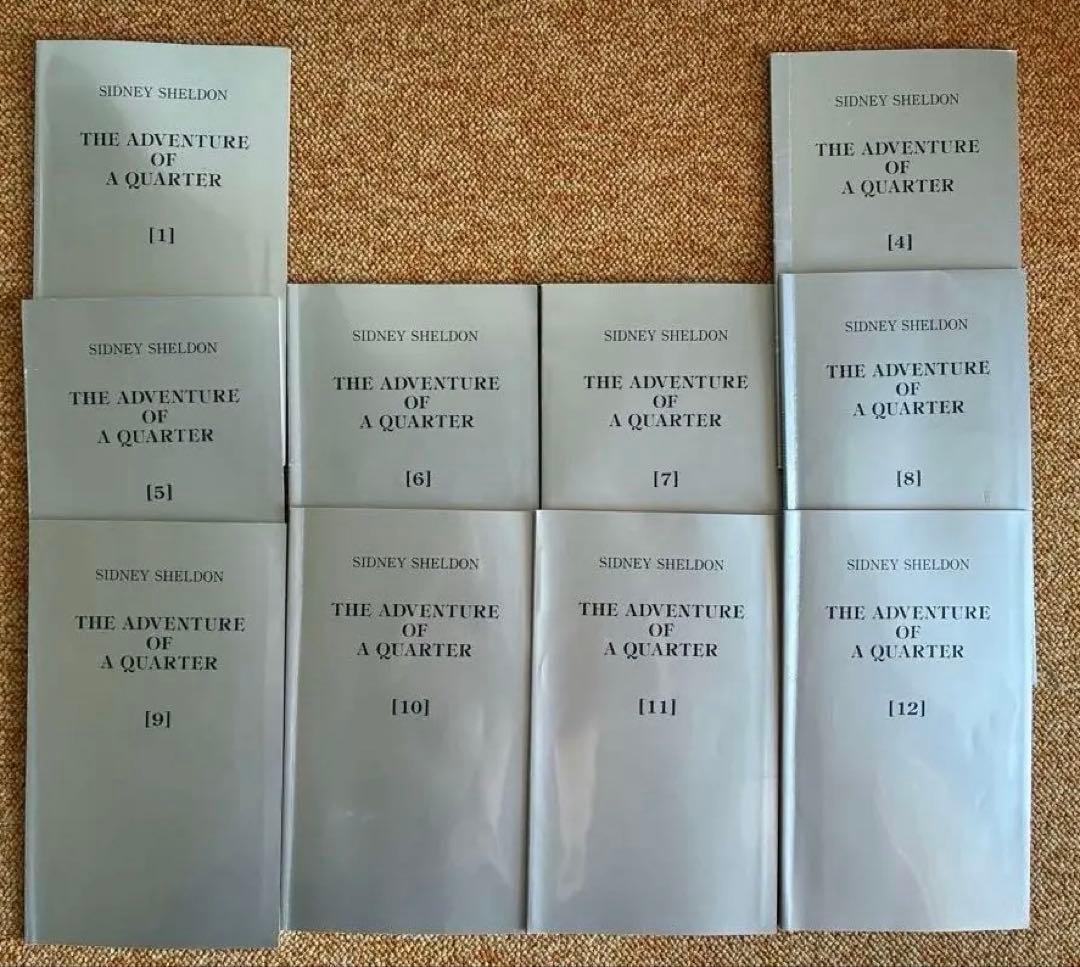 SIDNEY SHELDON
THE ADVENTURE
OF
A QUARTER
[1]
SIDNEY SHELDON
THE ADVENTURE
OF
A QUARTER
[4]
SIDNEY SHELDON
THE ADVENTURE
OF
A QUARTER
[5]
SIDNEY SHELDON
THE ADVENTURE
OF
A QUARTER
[6]
SIDNEY SHELDON
THE ADVENTURE
OF
A QUARTER
[7]
SIDNEY SHELDON
THE ADVENTURE
OF
A QUARTER
[8]
SIDNEY SHELDON
THE ADVENTURE
OF
A QUARTER
[9]
SIDNEY SHELDON
THE ADVENTURE
OF
A QUARTER
[10]
SIDNEY SHELDON
THE ADVENTURE
OF
A QUARTER
[11]
SIDNEY SHELDON
THE ADVENTURE
OF
A QUARTER
[12]